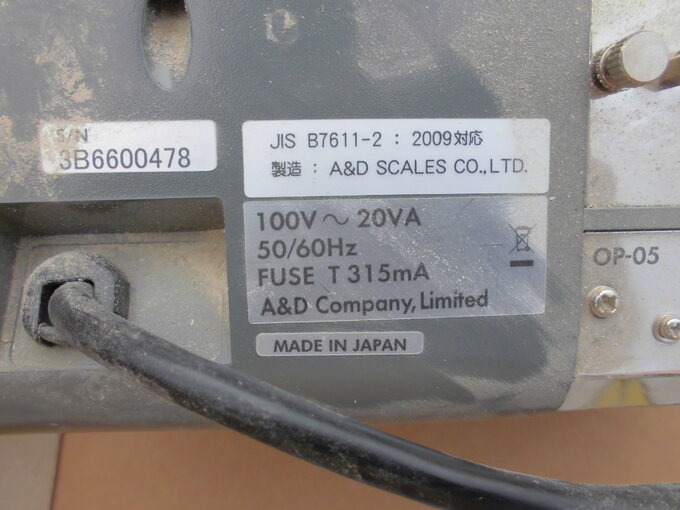 S/N
3B6600478
JIS B7611-2 : 2009対応
製造 : A&D SCALES CO.,LTD.
100V～20VA
50/60Hz
FUSE T 315mA
A&D Company, Limited
MADE IN JAPAN
OP-05